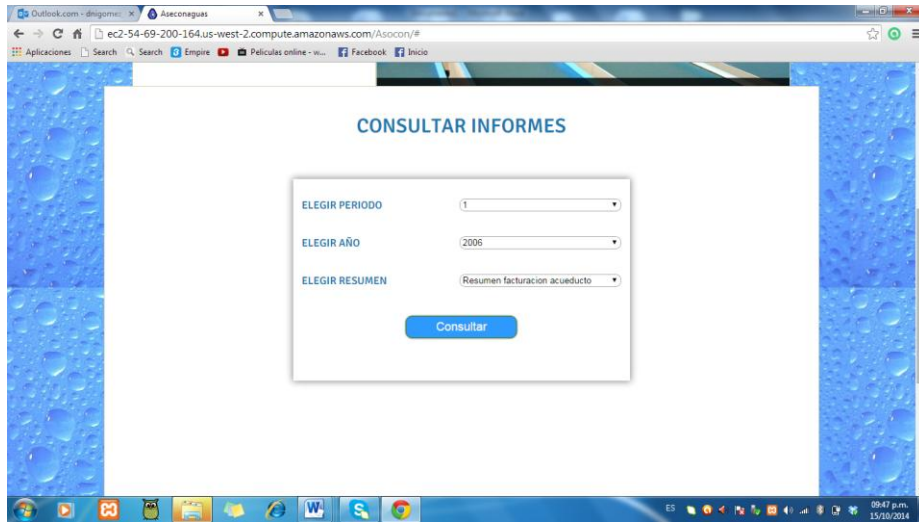 Outlook.com - dnigomez
Aseconaguas
ec2-54-69-200-164.us-west-2.compute.amazonaws.com/Asocon/#
Aplicaciones Search Search Empire Peliculas online - w... Facebook Inicio
CONSULTAR INFORMES
ELEGIR PERIODO 1
ELEGIR AÑO 2006
ELEGIR RESUMEN Resumen facturacion acueducto
Consultar
ES 09:47 p.m.
15/10/2014